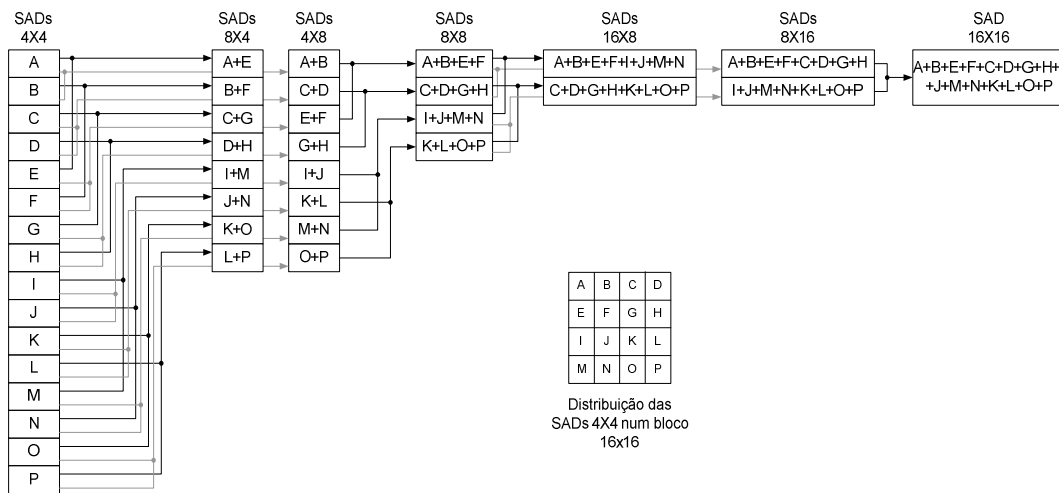 SADs
4X4
A
B
C
D
E
F
G
H
I
J
K
L
M
N
O
P
SADs
8X4
A+E
B+F
C+G
D+H
I+M
J+N
K+O
L+P
SADs
4X8
A+B
C+D
E+F
G+H
I+J
K+L
M+N
O+P
SADs
8X8
A+B+E+F
C+D+G+H
I+J+M+N
K+L+O+P
SADs
16X8
A+B+E+F+I+J+M+N
C+D+G+H+K+L+O+P
SADs
8X16
A+B+E+F+C+D+G+H
I+J+M+N+K+L+O+P
SAD
16X16
A+B+E+F+C+D+G+H+
+J+M+N+K+L+O+P
A B C D
E F G H
I J K L
M N O P
Distribuição das
SADs 4X4 num bloco
16x16